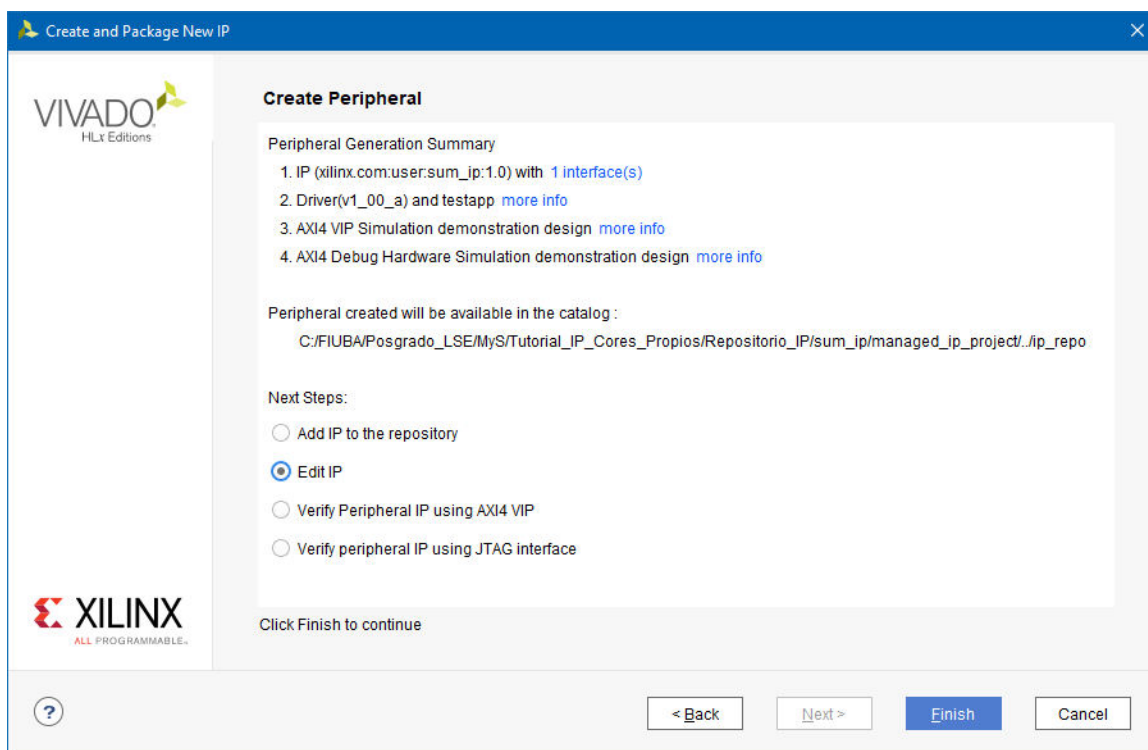 Create and Package New IP
VIVADO
HLx Editions
Create Peripheral
Peripheral Generation Summary
1. IP (xilinx.com:user:sum_ip:1.0) with 1 interface(s)
2. Driver(v1_00_a) and testapp more info
3. AXI4 VIP Simulation demonstration design more info
4. AXI4 Debug Hardware Simulation demonstration design more info
Peripheral created will be available in the catalog :
C:/FIUBA/Posgrado_LSE/MyS/Tutorial_IP_Cores_Propios/Repositorio_IP/sum_ip/managed_ip_project/../ip_repo
Next Steps:
Add IP to the repository
Edit IP
Verify Peripheral IP using AXI4 VIP
Verify peripheral IP using JTAG interface
XILINX
ALL PROGRAMMABLE™
Click Finish to continue
?
< Back
Next >
Finish
Cancel